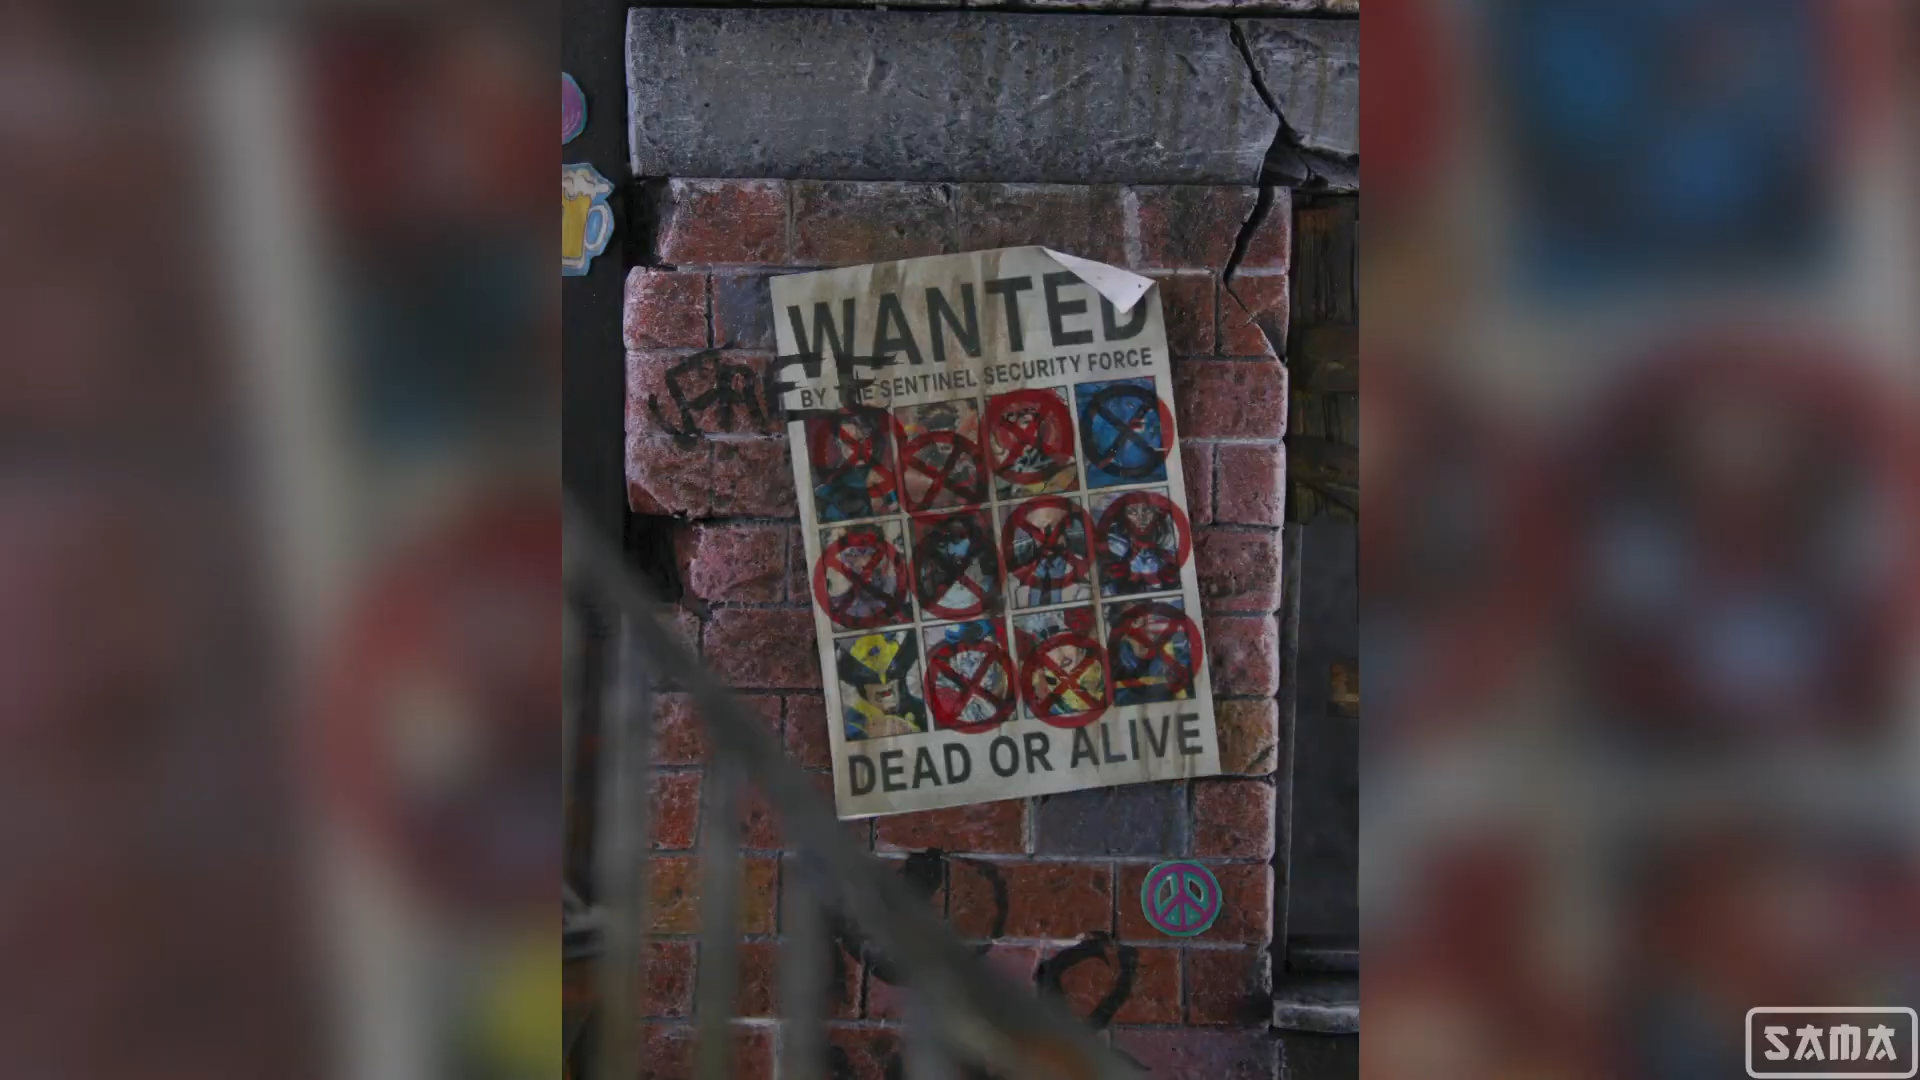 WANTED
BY THE SENTINEL SECURITY FORCE
DEAD OR ALIVE
SAMA